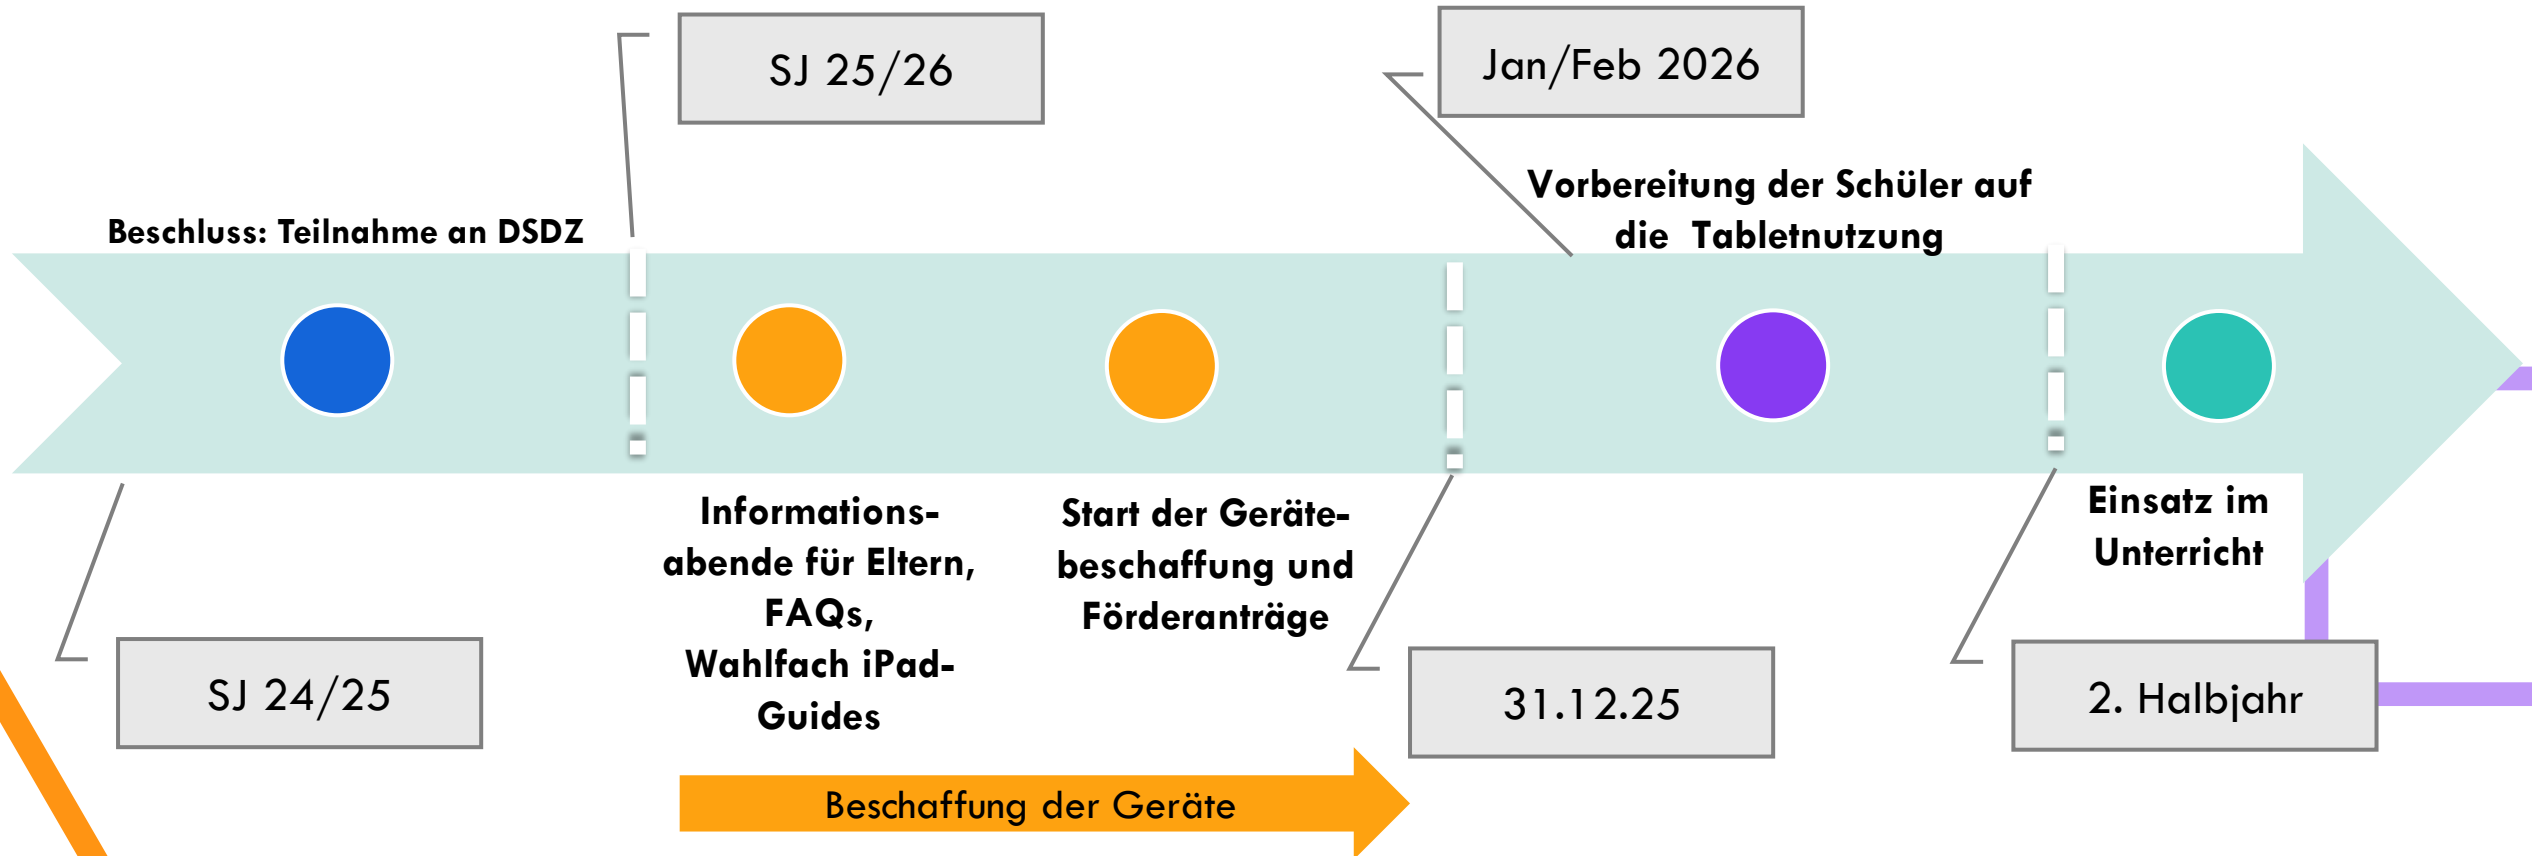 SJ 25/26
Jan/Feb 2026
Beschluss: Teilnahme an DSDZ
Vorbereitung der Schüler auf
die Tabletnutzung
Informations-
abende für Eltern,
FAQs,
Wahlfach iPad-
Guides
Start der Geräte-
beschaffung und
Förderanträge
Einsatz im
Unterricht
SJ 24/25
31.12.25
2. Halbjahr
Beschaffung der Geräte